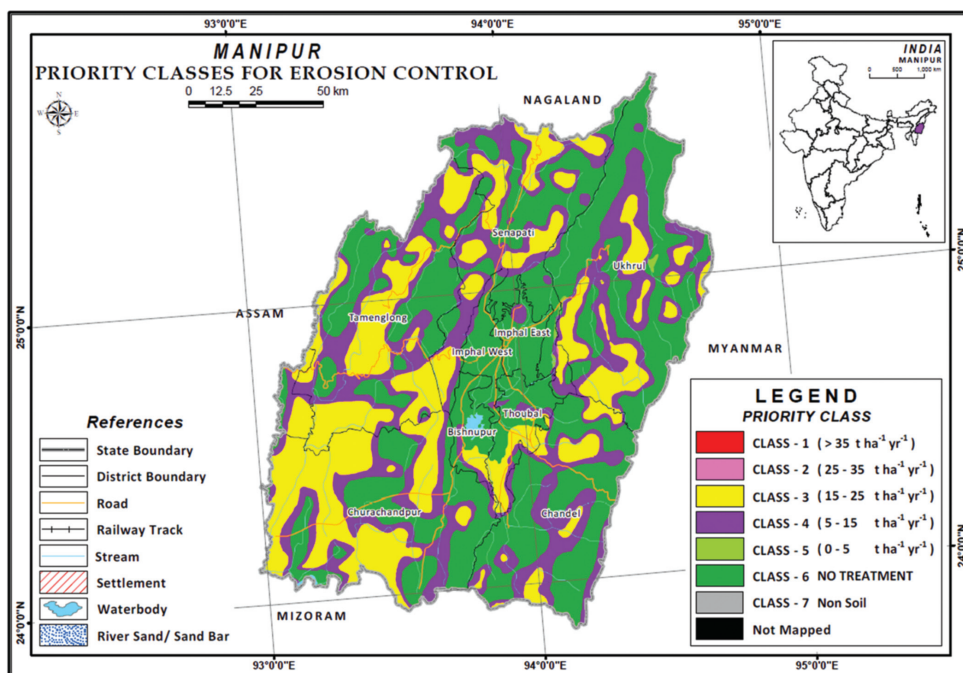 93°0'0"E 94°0'0"E 95°0'0"E
MANIPUR
PRIORITY CLASSES FOR EROSION CONTROL
0 12.5 25 50 km
N
W E
S
INDIA
MANIPUR
0 500 1,000 km
NAGALAND
Senapati
Ukhrul
26°0'0"N
25°0'0"N
ASSAM
Tamenglong
Imphal East
Imphal West
MYANMAR
Thoubal
Bishnupur
Churachandpur
Chandel
MIZORAM
24°0'0"N
24°0'0"N
References
State Boundary
District Boundary
Road
Railway Track
Stream
Settlement
Waterbody
River Sand/ Sand Bar
LEGEND
PRIORITY CLASS
CLASS - 1 (> 35 t ha⁻¹ yr⁻¹)
CLASS - 2 (25 - 35 t ha⁻¹ yr⁻¹)
CLASS - 3 (15 - 25 t ha⁻¹ yr⁻¹)
CLASS - 4 (5 - 15 t ha⁻¹ yr⁻¹)
CLASS - 5 (0 - 5 t ha⁻¹ yr⁻¹)
CLASS - 6 NO TREATMENT
CLASS - 7 Non Soil
Not Mapped
93°0'0"E 94°0'0"E 95°0'0"E